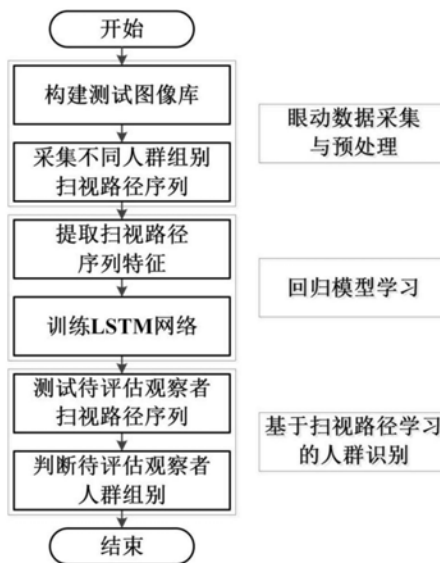 开始
构建测试图像库
采集不同人群组别
扫视路径序列
眼动数据采集
与预处理
提取扫视路径
序列特征
训练LSTM网络
回归模型学习
测试待评估观察者
扫视路径序列
判断待评估观察者
人群组别
基于扫视路径学习
的人群识别
结束